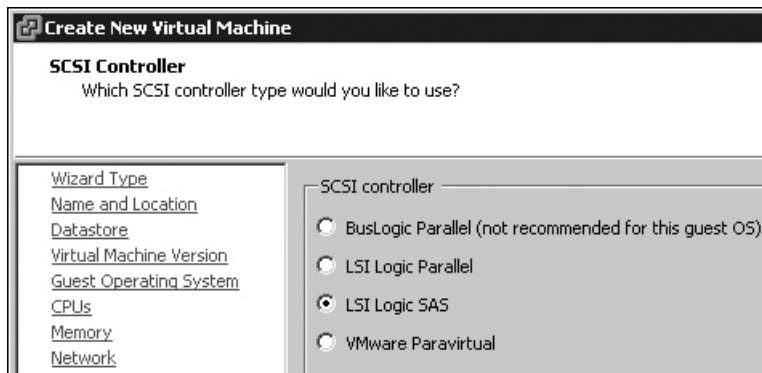 Create New Virtual Machine
SCSI Controller
Which SCSI controller type would you like to use?
Wizard Type
Name and Location
Datastore
Virtual Machine Version
Guest Operating System
CPUs
Memory
Network
SCSI controller
BusLogic Parallel (not recommended for this guest OS)
LSI Logic Parallel
LSI Logic SAS
VMware Paravirtual